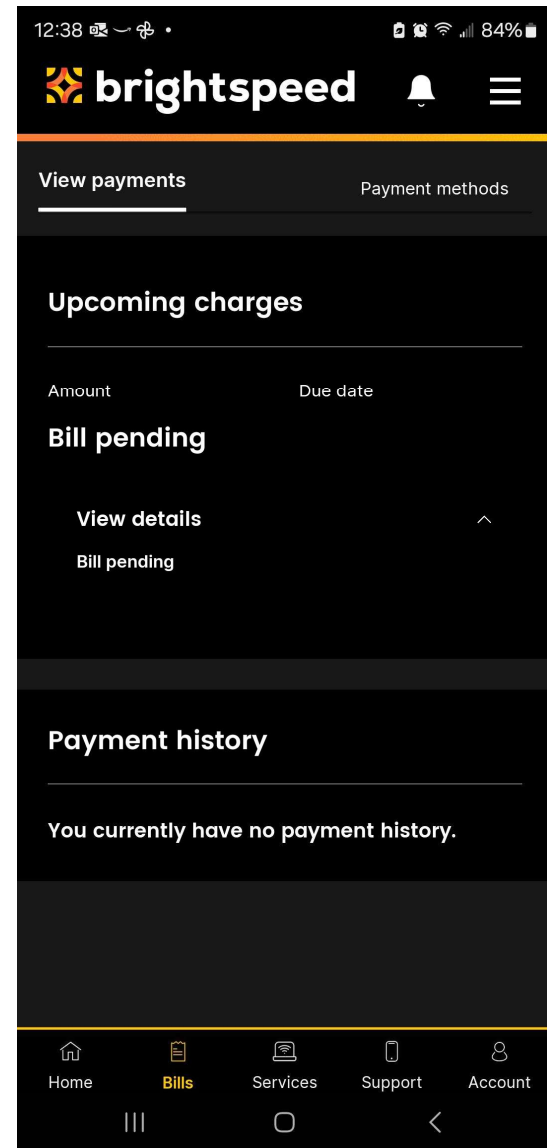 12:38 84%
brightspeed
View payments Payment methods
Upcoming charges
Amount Due date
Bill pending
View details
Bill pending
Payment history
You currently have no payment history.
Home Bills Services Support Account